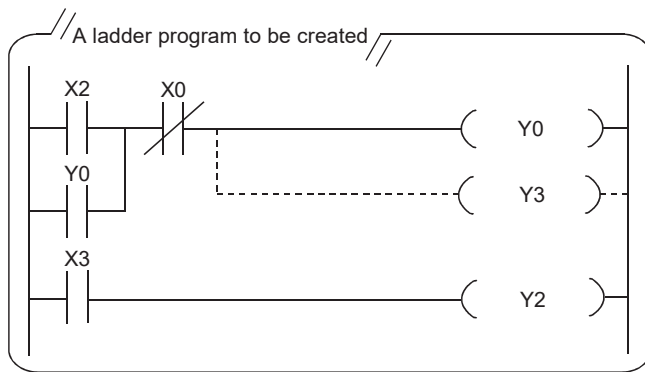 A ladder program to be created
X2 X0
Y0
Y0
Y3
X3
Y2